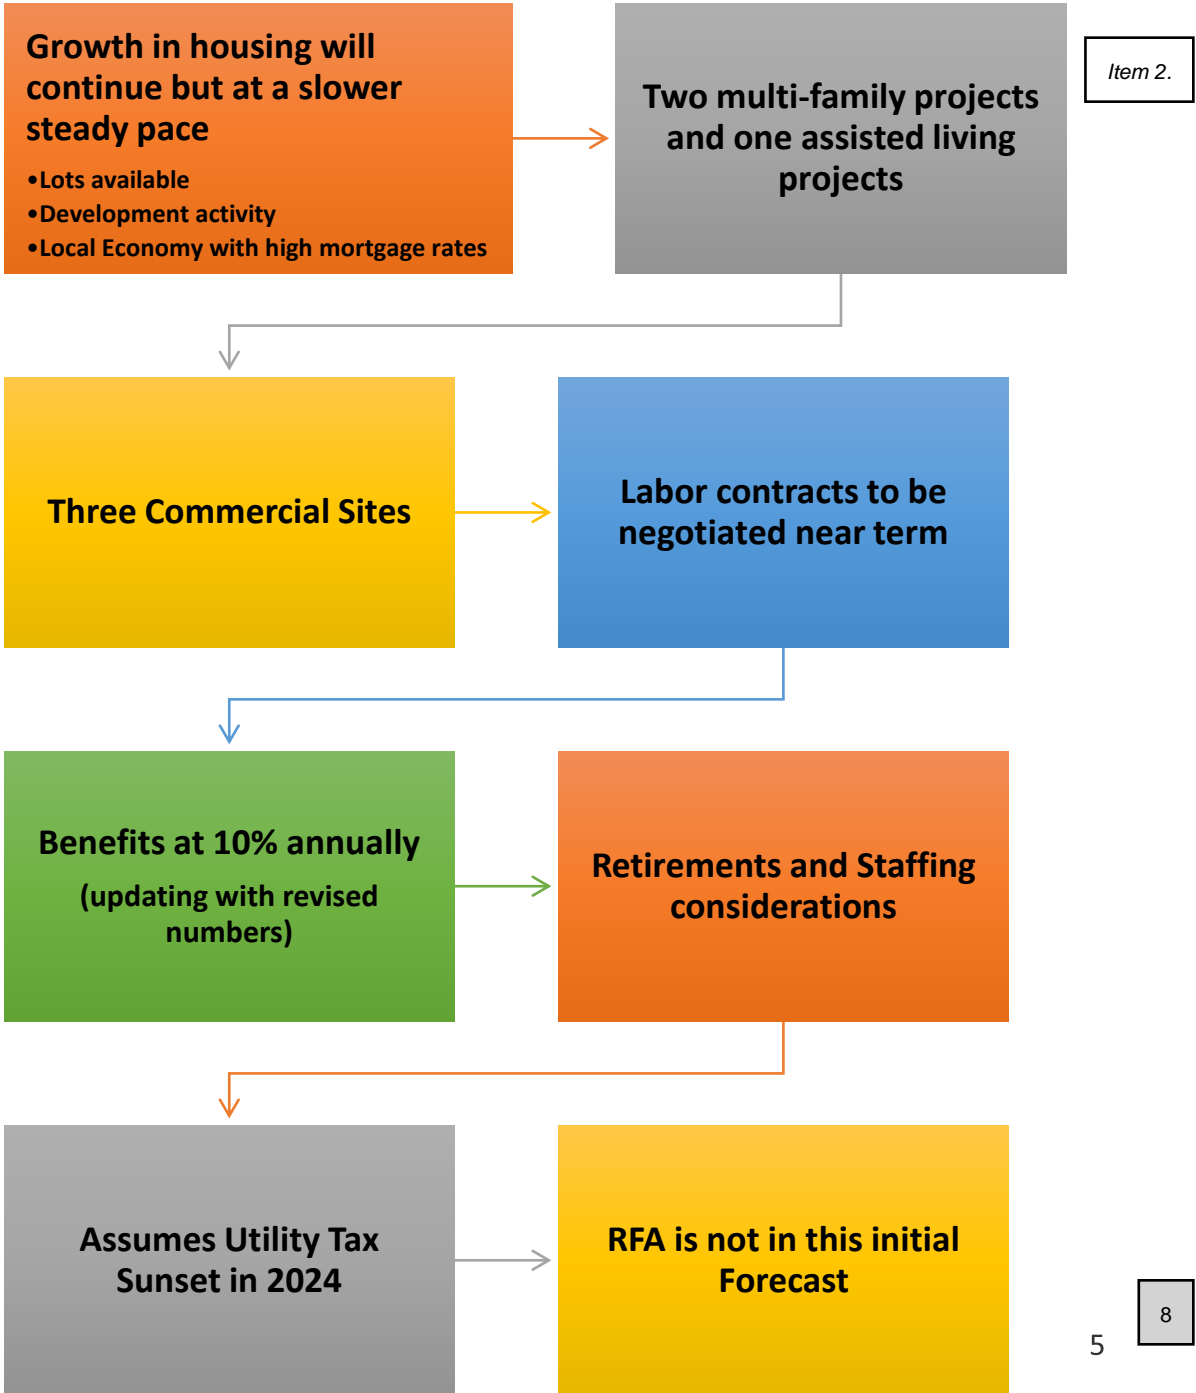 Growth in housing will
continue but at a slower
steady pace
•Lots available
•Development activity
•Local Economy with high mortgage rates
Two multi-family projects
and one assisted living
projects
Item 2.
Three Commercial Sites
Labor contracts to be
negotiated near term
Benefits at 10% annually
(updating with revised
numbers)
Retirements and Staffing
considerations
Assumes Utility Tax
Sunset in 2024
RFA is not in this initial
Forecast
5
8